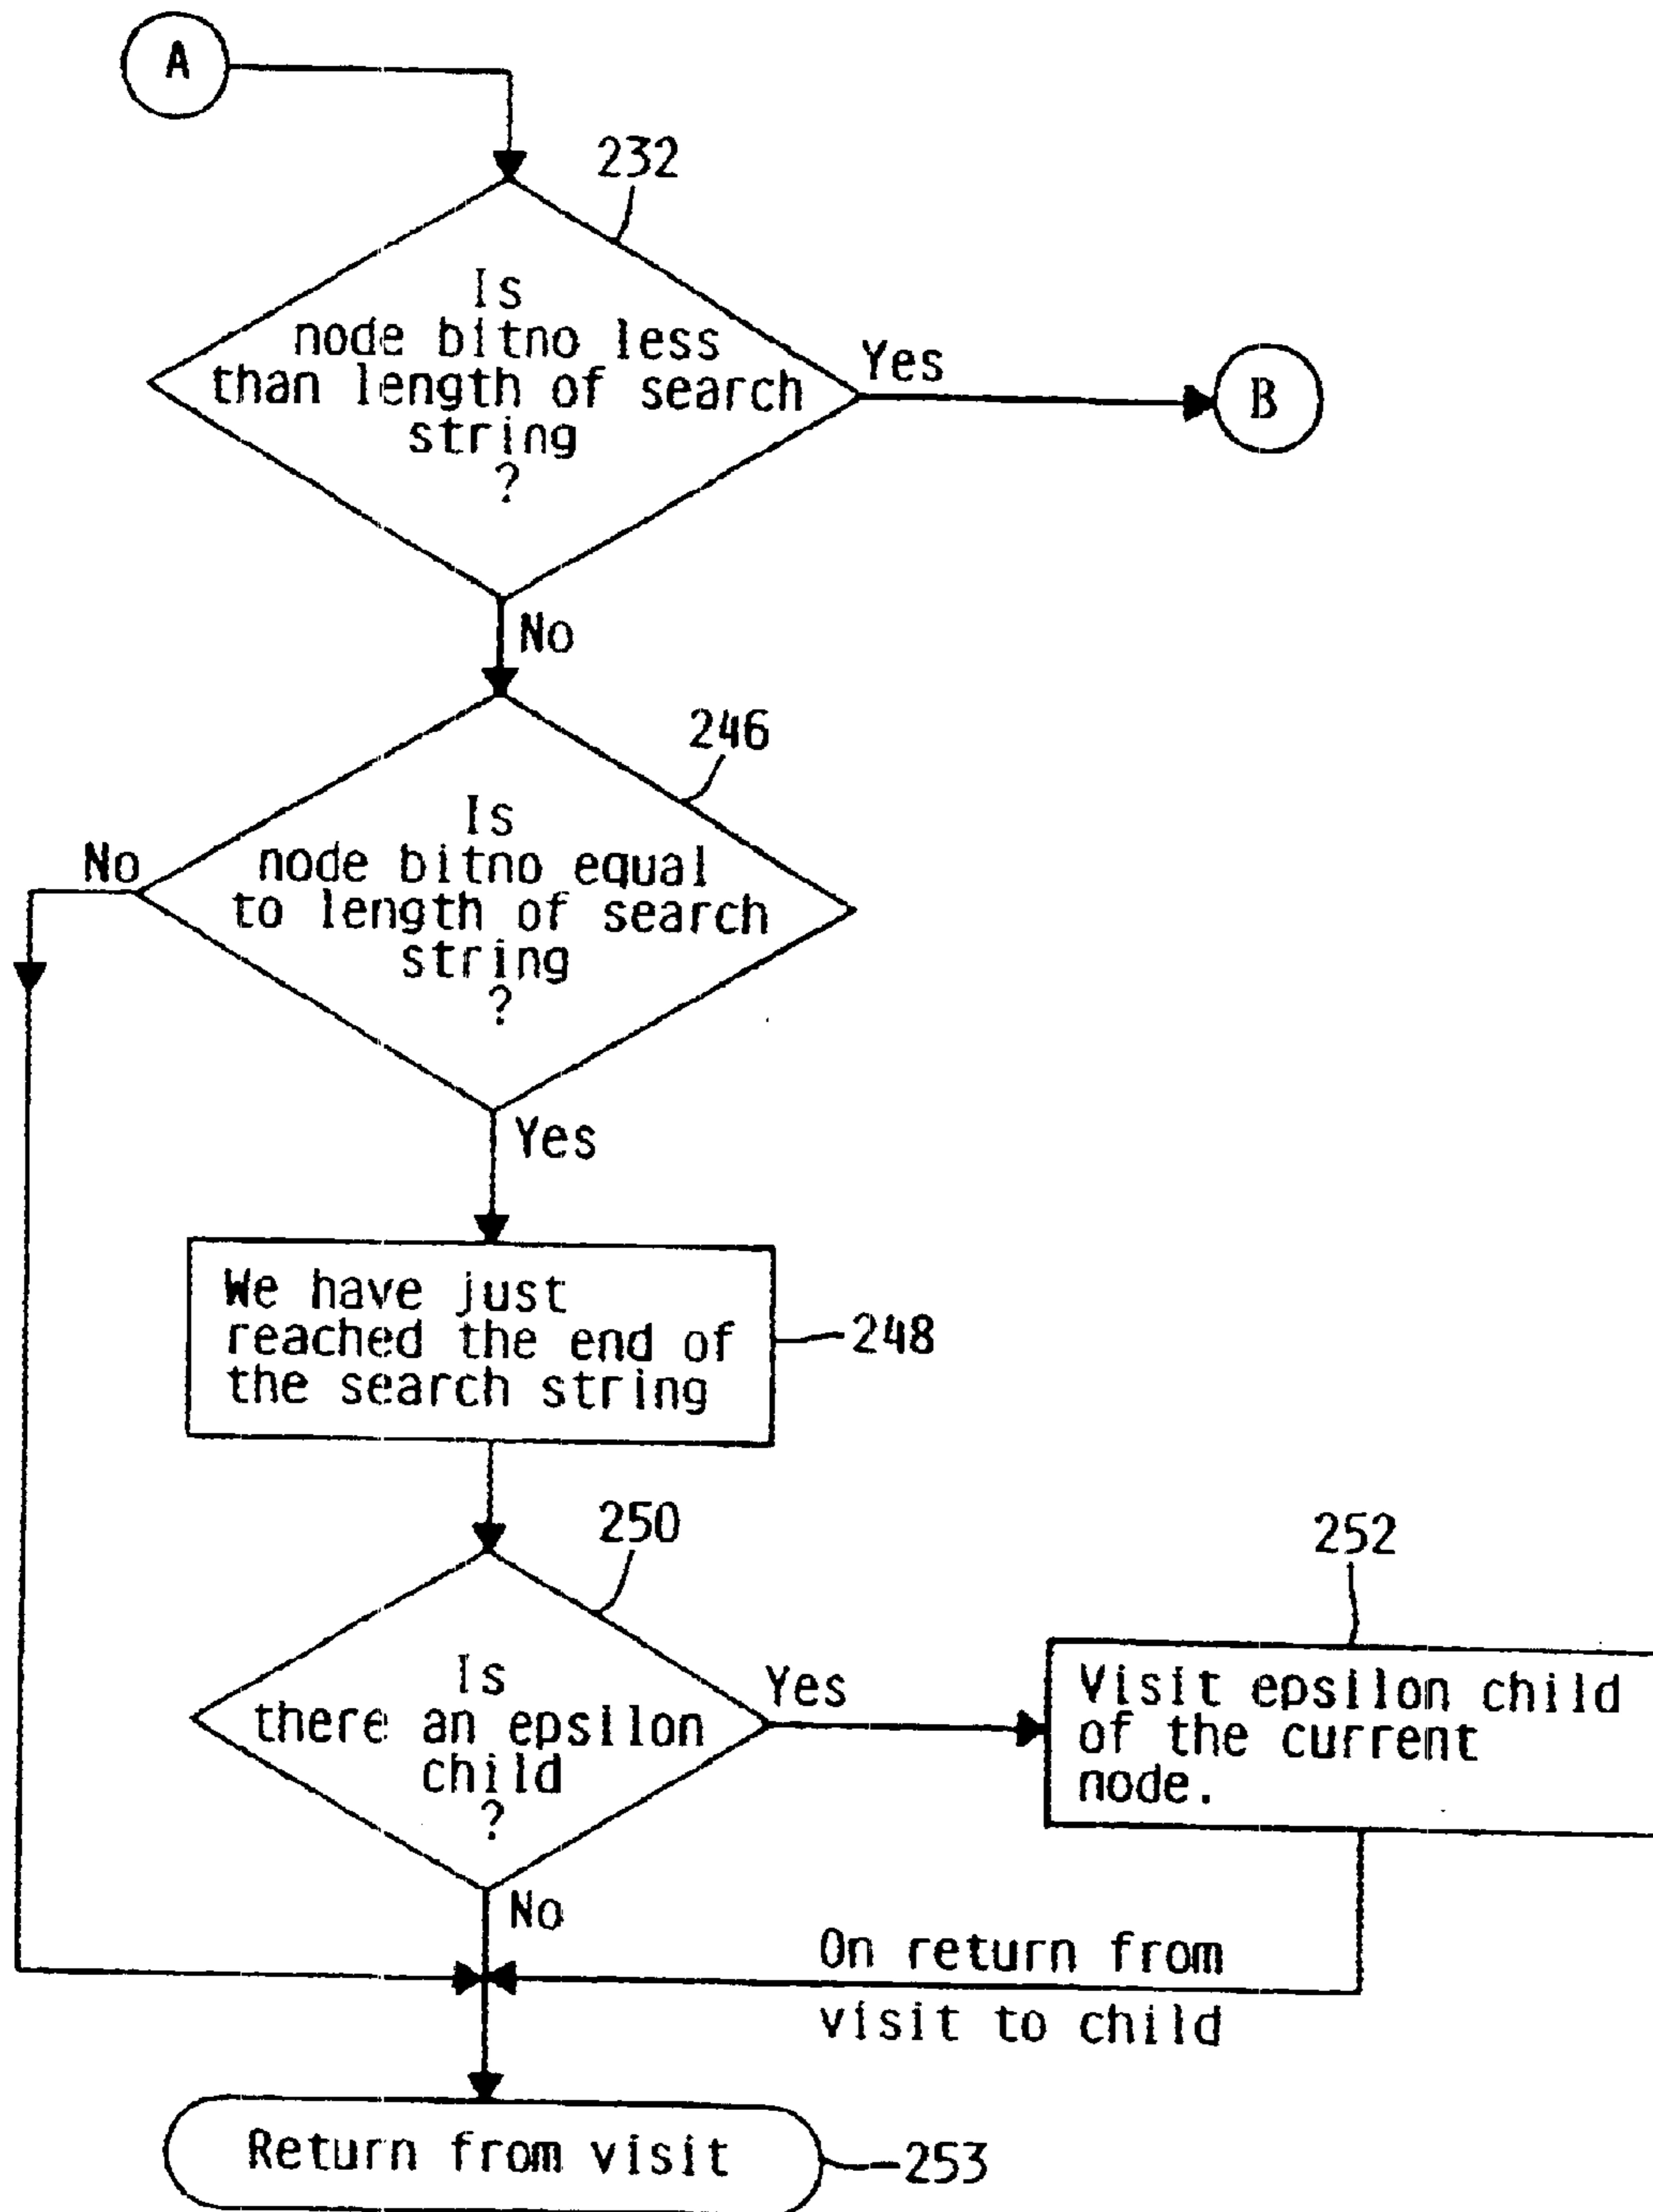 A
232
Is
node bitno less
than length of search
string
?
Yes
B
No
246
Is
node bitno equal
to length of search
string
?
No
Yes
We have just
reached the end of
the search string
248
250
Is
there an epsilon
child
?
Yes
252
Visit epsilon child
of the current
node.
No
On return from
visit to child
Return from visit
253